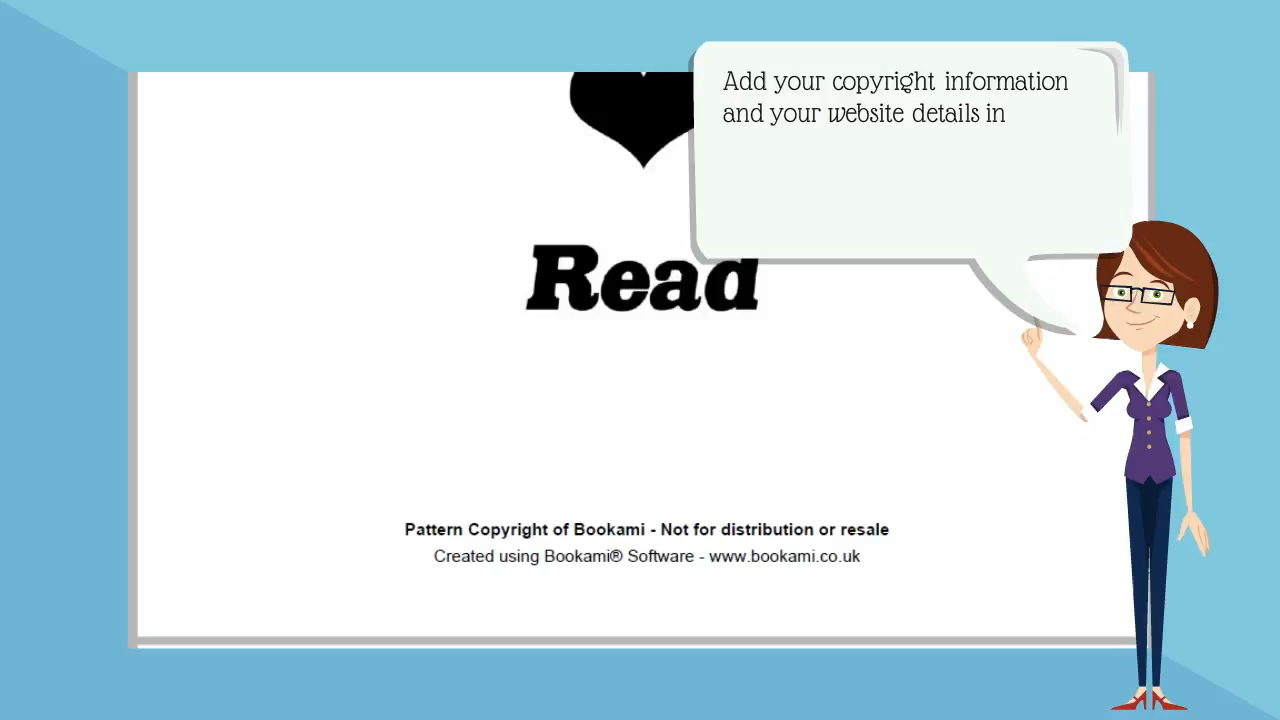 Add your copyright information
and your website details in
Read
Pattern Copyright of Bookami - Not for distribution or resale
Created using Bookami® Software - www.bookami.co.uk